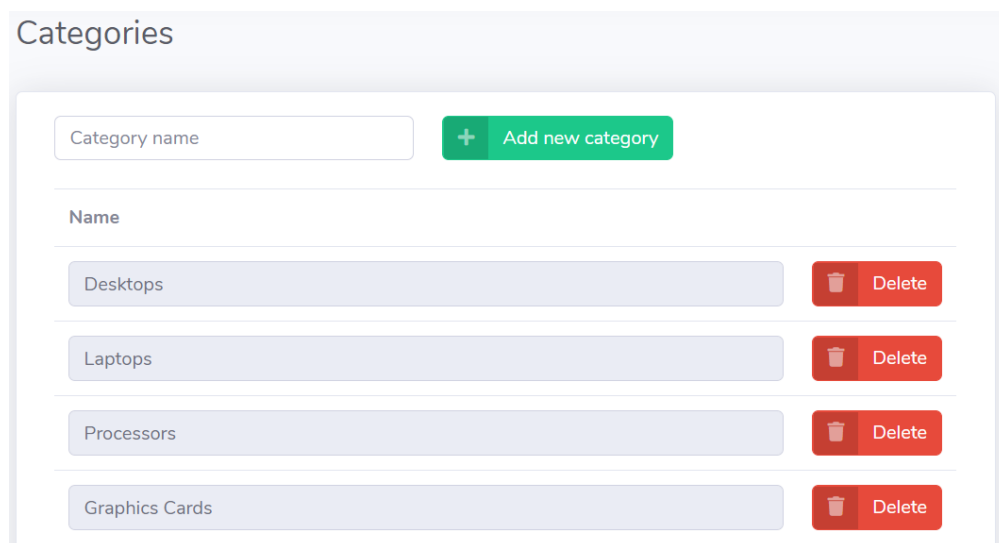 Categories
Category name
Add new category
Name
Desktops
Delete
Laptops
Delete
Processors
Delete
Graphics Cards
Delete